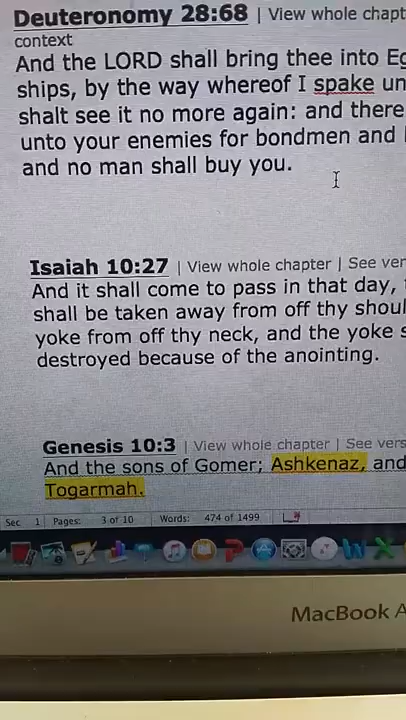 Deuteronomy 28:68 | View whole chapt
context
And the LORD shall bring thee into Eg
ships, by the way whereof I spake un
shalt see it no more again: and there
unto your enemies for bondmen and
and no man shall buy you.
Isaiah 10:27 | View whole chapter | See ver
And it shall come to pass in that day,
shall be taken away from off thy shoul
yoke from off thy neck, and the yoke s
destroyed because of the anointing.
Genesis 10:3 | View whole chapter | See vers
And the sons of Gomer; Ashkenaz, and
Togarmah.
Sec 1 Pages: 3 of 10 Words: 474 of 1499
MacBook A